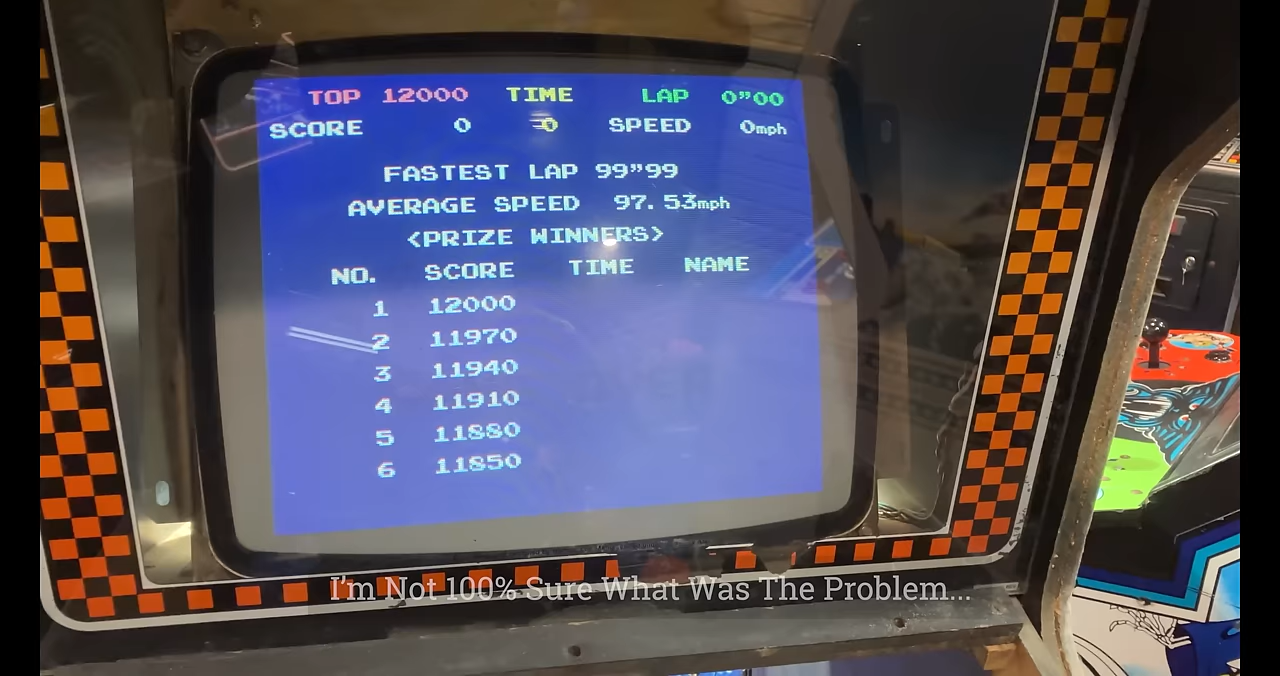 TOP 12000 TIME LAP 0"00
SCORE 0 0 SPEED 0mph
FASTEST LAP 99"99
AVERAGE SPEED 97.53mph
<PRIZE WINNERS>
NO. SCORE TIME NAME
1 12000
2 11970
3 11940
4 11910
5 11880
6 11850
I'm Not 100% Sure What Was The Problem...